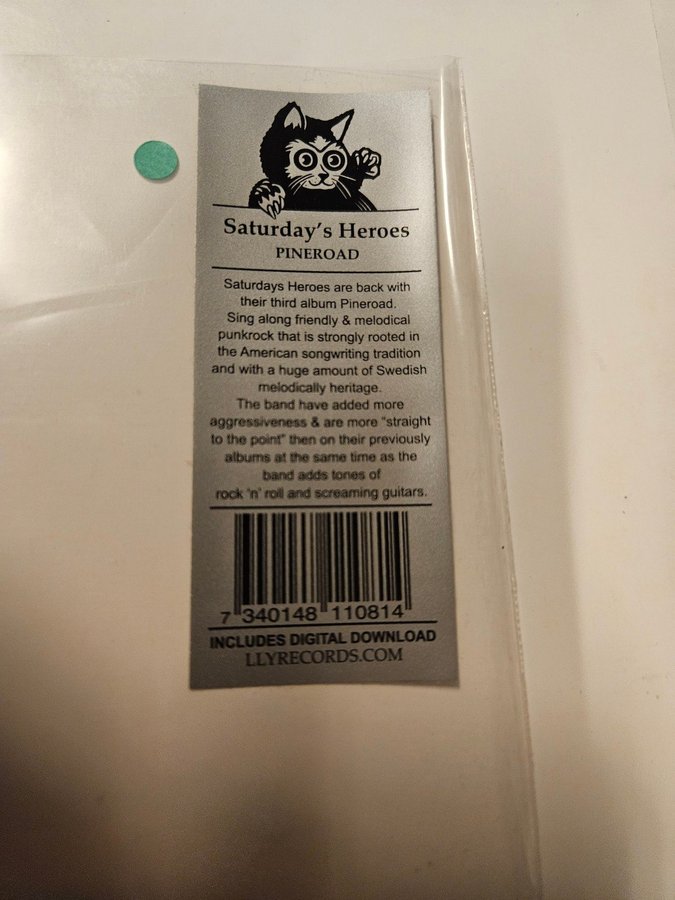 Saturday's Heroes
PINEROAD
Saturdays Heroes are back with
their third album Pineroad.
Sing along friendly & melodical
punkrock that is strongly rooted in
the American songwriting tradition
and with a huge amount of Swedish
melodically heritage.
The band have added more
aggressiveness & are more "straight
to the point" then on their previously
albums at the same time as the
band adds tones of
rock 'n' roll and screaming guitars.
7 340148 110814
INCLUDES DIGITAL DOWNLOAD
LLYRECORDS.COM